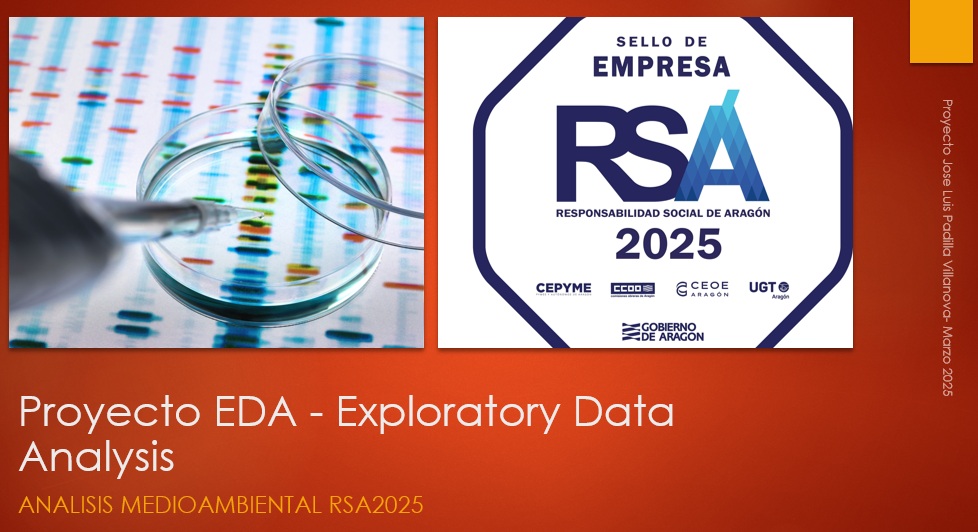 SELLO DE
EMPRESA
RSÁ
RESPONSABILIDAD SOCIAL DE ARAGÓN
2025
CEPYME
CCOO
CEOE
ARAGÓN
UGT
Aragón
GOBIERNO
DE ARAGON
Proyecto Jose Luis Padilla Villanova- Marzo 2025
Proyecto EDA - Exploratory Data
Analysis
ANALISIS MEDIOAMBIENTAL RSA2025